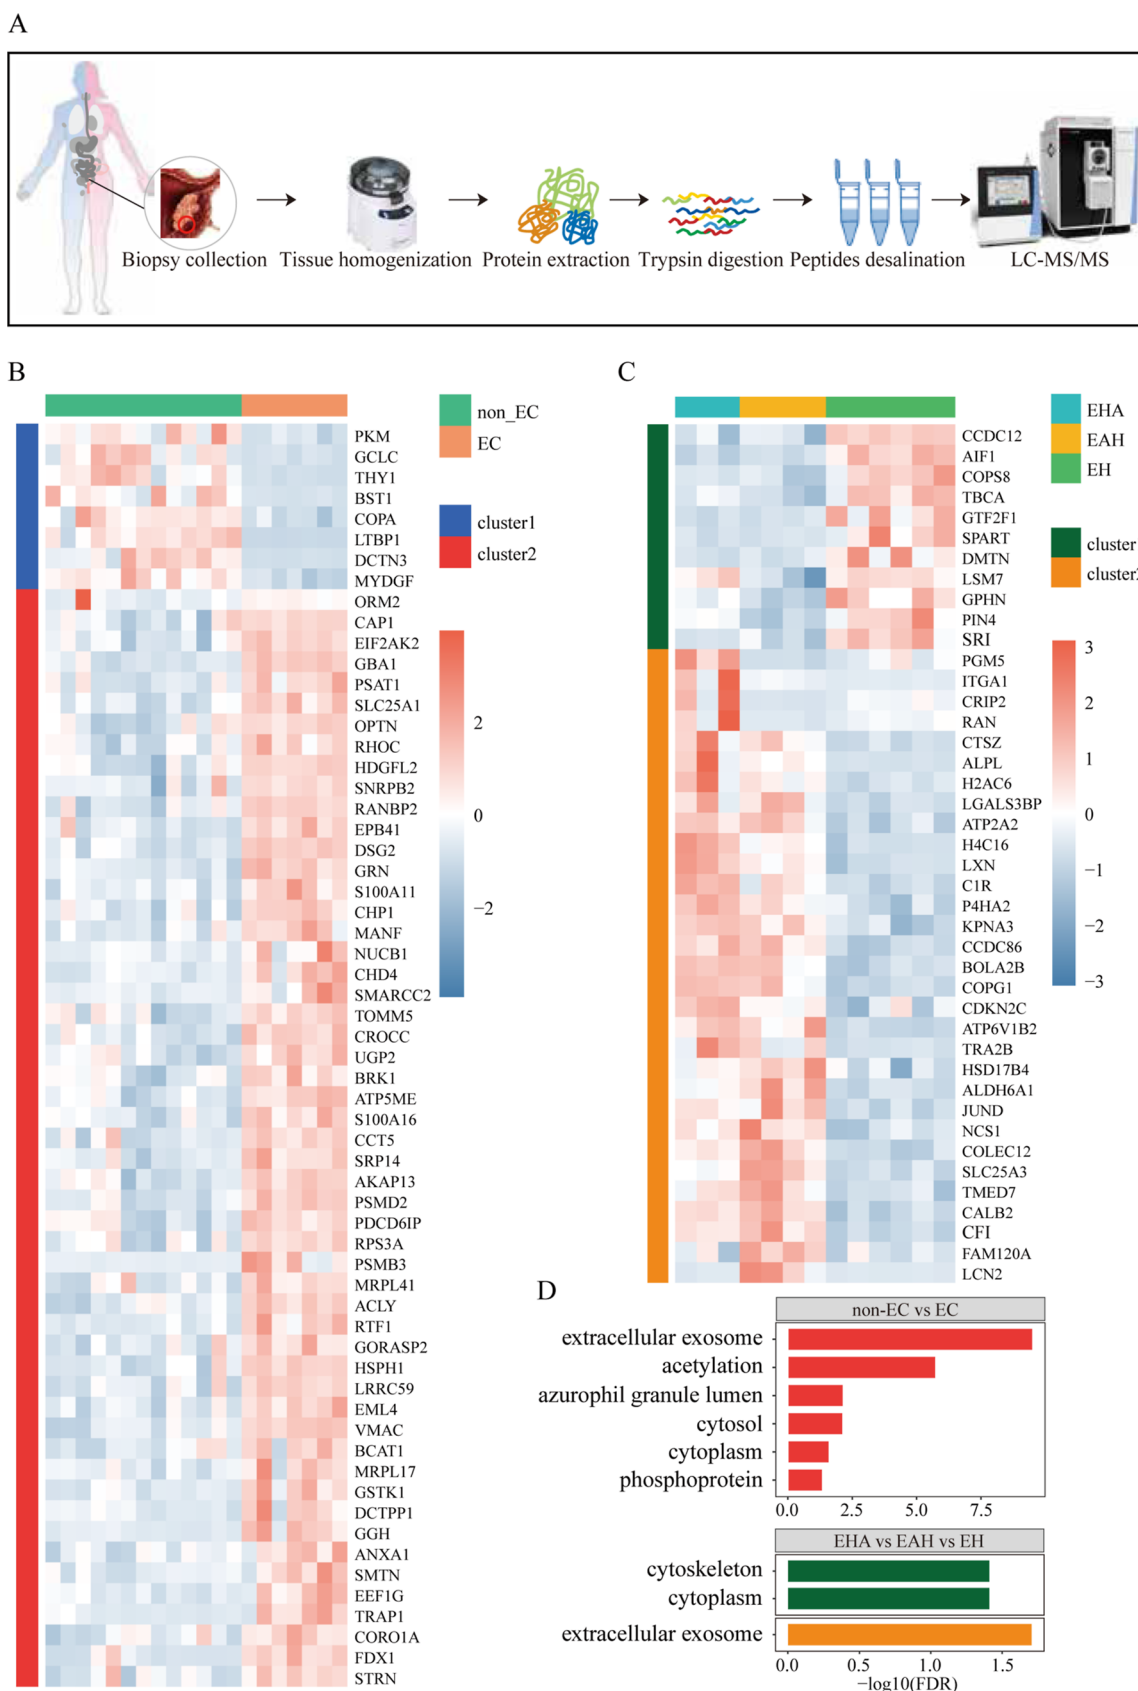 A
Biopsy collection
Tissue homogenization
Protein extraction
Trypsin digestion
Peptides desalination
LC-MS/MS
B
non_EC
EC
cluster1
cluster2
2
0
−2
PKM
GCLC
THY1
BST1
COPA
LTBP1
DCTN3
MYDGF
ORM2
CAP1
EIF2AK2
GBA1
PSAT1
SLC25A1
OPTN
RHOC
HDGFL2
SNRPB2
RANBP2
EPB41
DSG2
GRN
S100A11
CHP1
MANF
NUCB1
CHD4
SMARCC2
TOMM5
CROCC
UGP2
BRK1
ATP5ME
S100A16
CCT5
SRP14
AKAP13
PSMD2
PDCD6IP
RPS3A
PSMB3
MRPL41
ACLY
RTF1
GORASP2
HSPH1
LRRC59
EML4
VMAC
BCAT1
MRPL17
GSTK1
DCTPP1
GGH
ANXA1
SMTN
EEF1G
TRAP1
CORO1A
FDX1
STRN
C
EHA
EAH
EH
cluster
cluster2
3
2
1
0
−1
−2
−3
CCDC12
AIF1
COPS8
TBCA
GTF2F1
SPART
DMTN
LSM7
GPHN
PIN4
SRI
PGM5
ITGA1
CRIP2
RAN
CTSZ
ALPL
H2AC6
LGALS3BP
ATP2A2
H4C16
LXN
C1R
P4HA2
KPNA3
CCDC86
BOLA2B
COPG1
CDKN2C
ATP6V1B2
TRA2B
HSD17B4
ALDH6A1
JUND
NCS1
COLEC12
SLC25A3
TMED7
CALB2
CFI
FAM120A
LCN2
D
non-EC vs EC
extracellular exosome
acetylation
azurophil granule lumen
cytosol
cytoplasm
phosphoprotein
0.0 2.5 5.0 7.5
EHA vs EAH vs EH
cytoskeleton
cytoplasm
extracellular exosome
0.0 0.5 1.0 1.5
−log10(FDR)